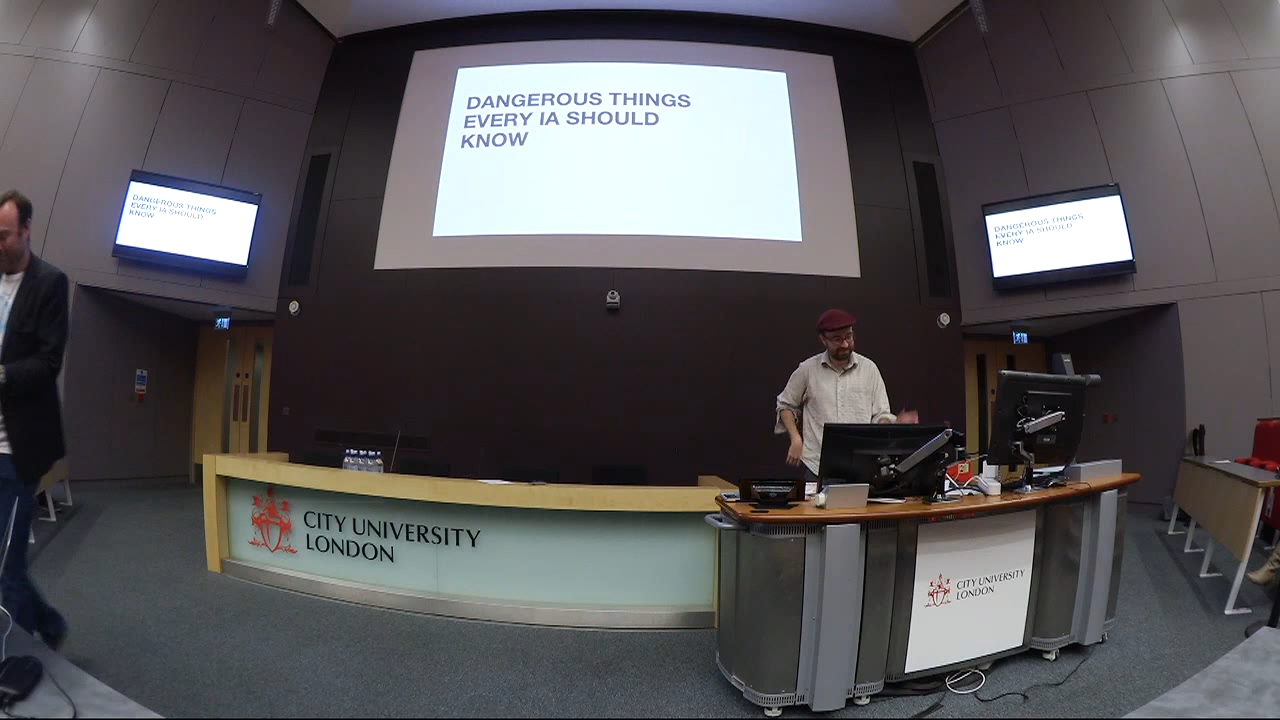 DANGEROUS THINGS
EVERY IA SHOULD
KNOW
DANGEROUS THINGS
EVERY IA SHOULD
KNOW
DANGEROUS THINGS
EVERY IA SHOULD
KNOW
CITY UNIVERSITY
LONDON
CITY UNIVERSITY
LONDON